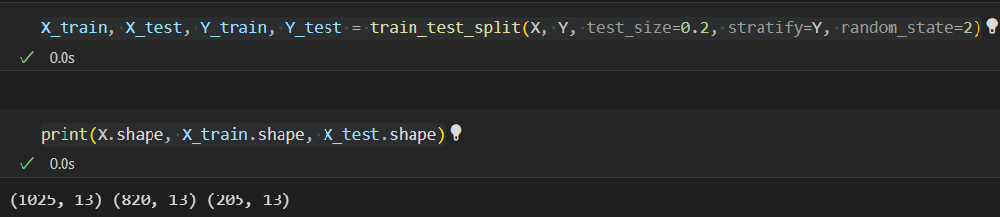 X_train, X_test, Y_train, Y_test = train_test_split(X, Y, test_size=0.2, stratify=Y, random_state=2)
0.0s
print(X.shape, X_train.shape, X_test.shape)
0.0s
(1025, 13) (820, 13) (205, 13)